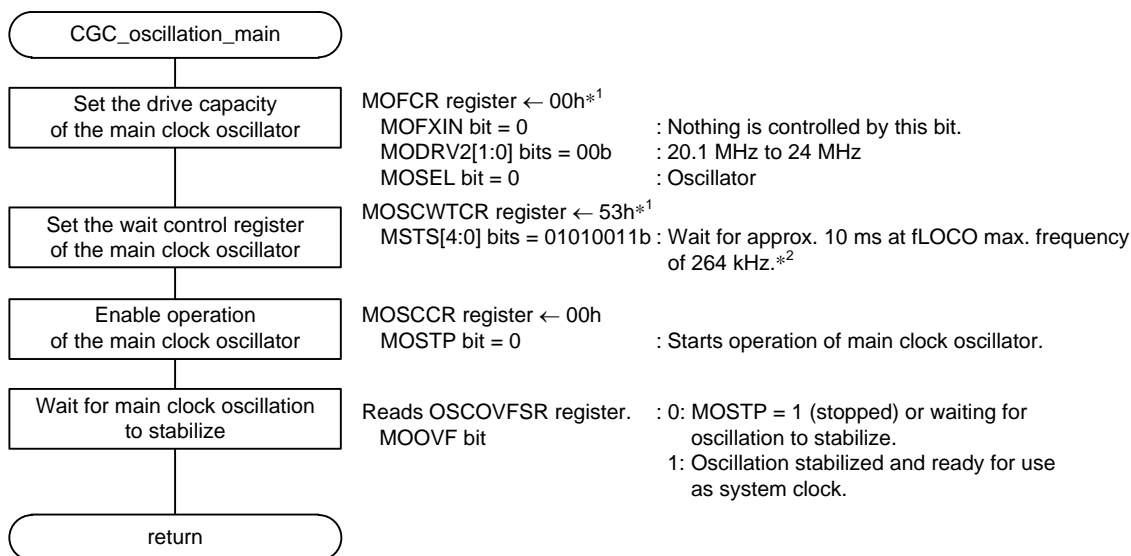 CGC_oscillation_main
Set the drive capacity
of the main clock oscillator
MOFCR register ← 00h*1
MOFXIN bit = 0 : Nothing is controlled by this bit.
MODRV2[1:0] bits = 00b : 20.1 MHz to 24 MHz
MOSEL bit = 0 : Oscillator
Set the wait control register
of the main clock oscillator
MOSCWTCR register ← 53h*1
MSTS[4:0] bits = 01010011b : Wait for approx. 10 ms at fLOCO max. frequency
of 264 kHz.*2
Enable operation
of the main clock oscillator
MOSCCR register ← 00h
MOSTP bit = 0 : Starts operation of main clock oscillator.
Wait for main clock oscillation
to stabilize
Reads OSCOVFSR register. : 0: MOSTP = 1 (stopped) or waiting for
MOOVF bit oscillation to stabilize.
1: Oscillation stabilized and ready for use
as system clock.
return